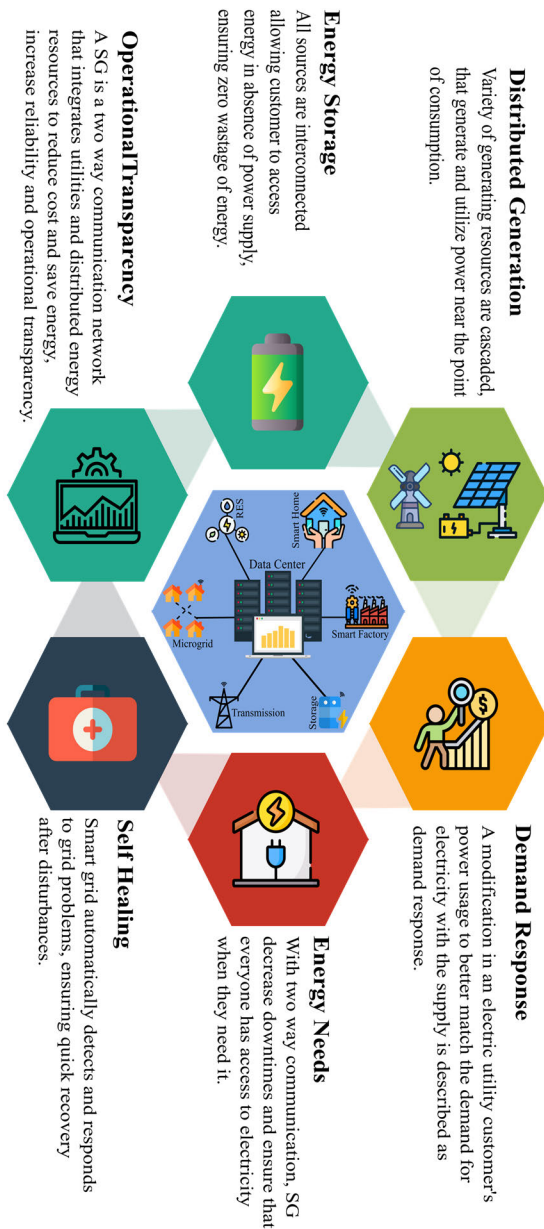 Distributed Generation
Variety of generating resources are cascaded,
that generate and utilize power near the point
of consumption.
Energy Storage
All sources are interconnected
allowing customer to access
energy in absence of power supply,
ensuring zero wastage of energy.
OperationalTransparency
A SG is a two way communication network
that integrates utilities and distributed energy
resources to reduce cost and save energy,
increase reliability and operational transparency.
Smart Home
RES
Data Center
Smart Factory
Microgrid
Storage
Transmission
$
Demand Response
A modification in an electric utility customer's
power usage to better match the demand for
electricity with the supply is described as
demand response.
Energy Needs
With two way communication, SG
decrease downtimes and ensure that
everyone has access to electricity
when they need it.
Self Healing
Smart grid automatically detects and responds
to grid problems, ensuring quick recovery
after disturbances.